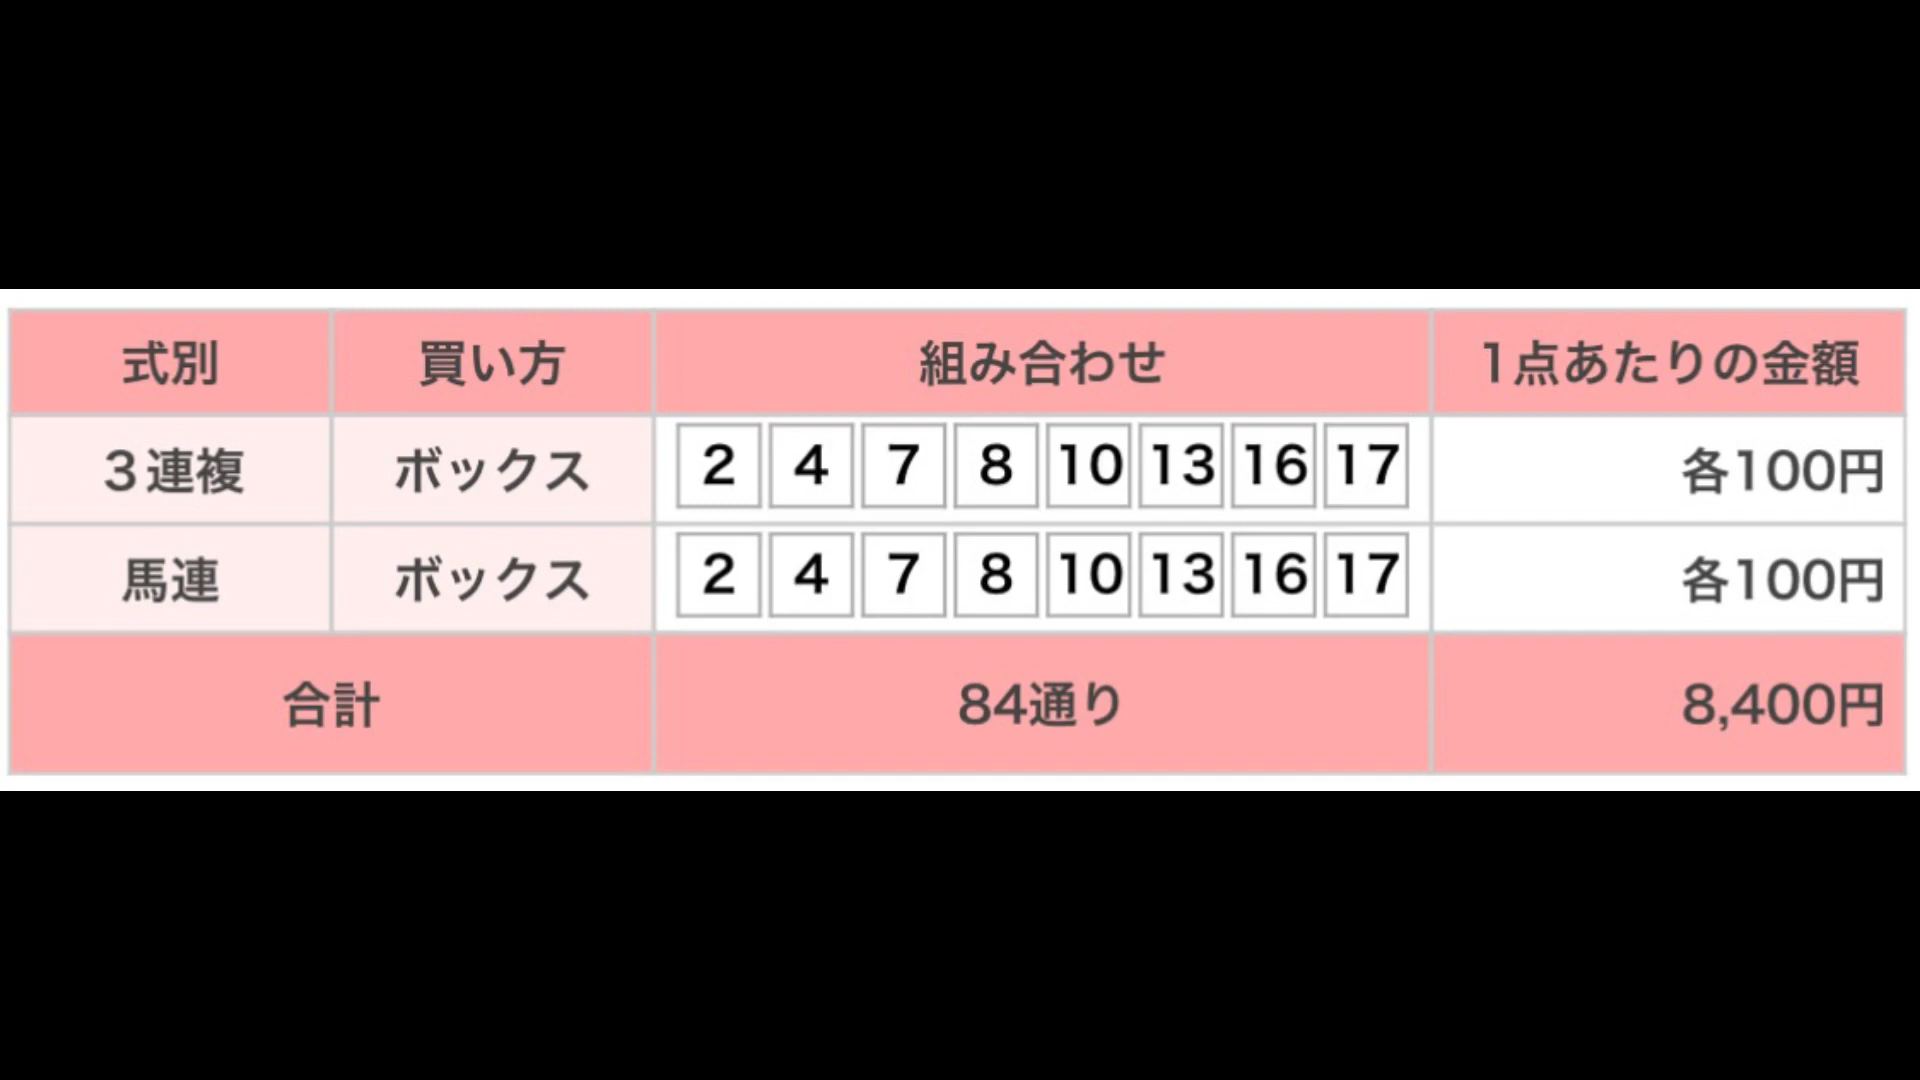 式別 買い方 組み合わせ 1点あたりの金額
3連複 ボックス 2 4 7 8 10 13 16 17 各100円
馬連 ボックス 2 4 7 8 10 13 16 17 各100円
合計 84通り 8,400円